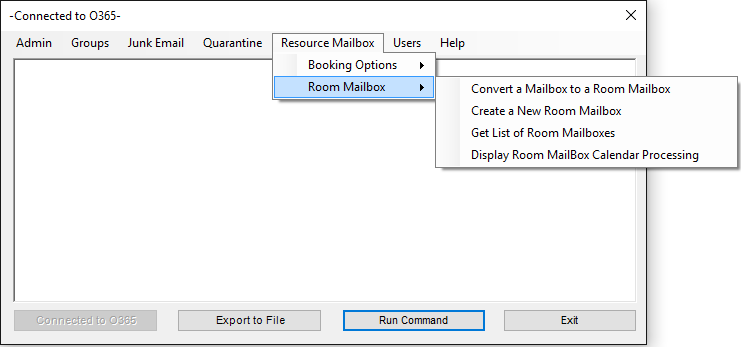 -Connected to O365-
Admin Groups Junk Email Quarantine Resource Mailbox Users Help
Booking Options
Room Mailbox
Convert a Mailbox to a Room Mailbox
Create a New Room Mailbox
Get List of Room Mailboxes
Display Room MailBox Calendar Processing
Connected to O365 Export to File Run Command Exit